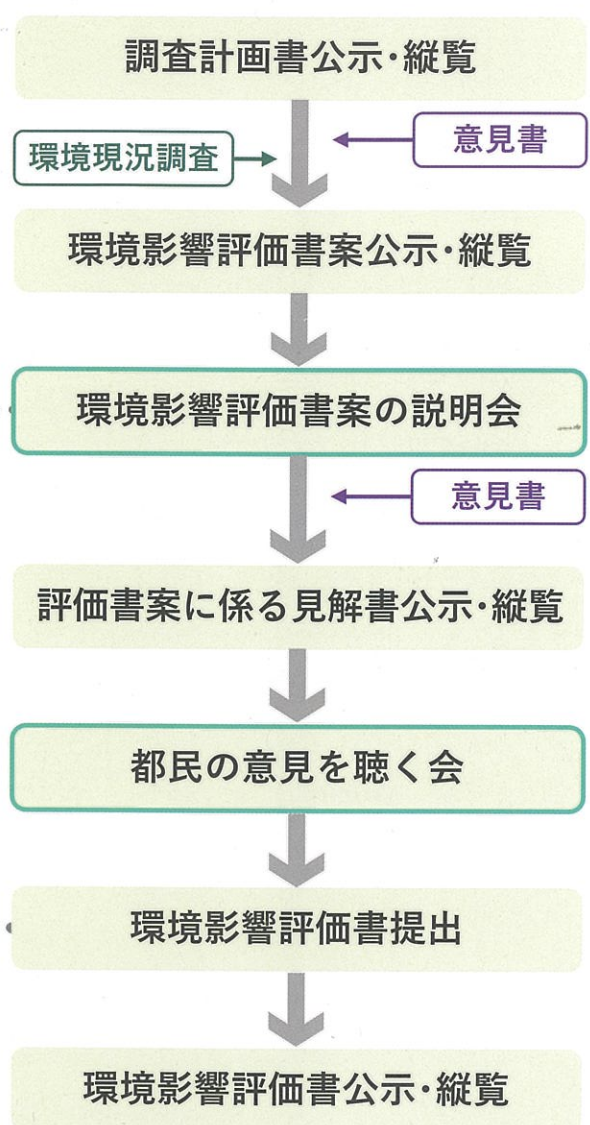 調査計画書公示・縦覧
意見書
環境現況調査
環境影響評価書案公示・縦覧
環境影響評価書案の説明会
意見書
評価書案に係る見解書公示・縦覧
都民の意見を聴く会
環境影響評価書提出
環境影響評価書公示・縦覧